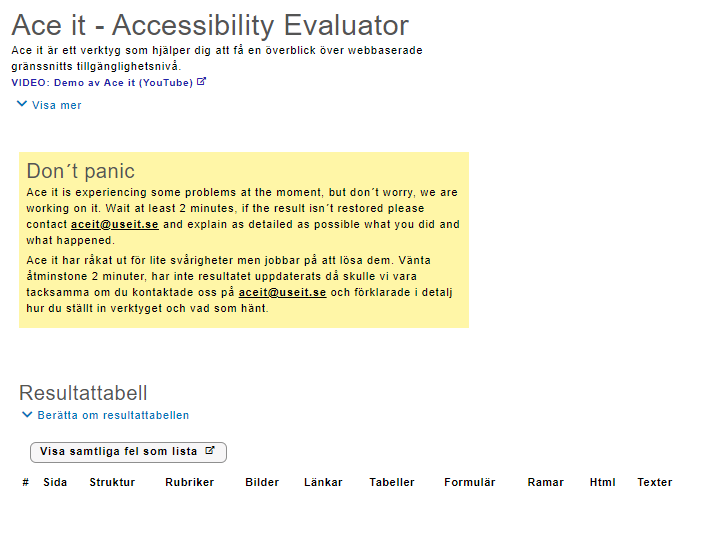 Ace it - Accessibility Evaluator
Ace it är ett verktyg som hjälper dig att få en överblick över webbaserade
gränssnitts tillgänglighetsnivå.
VIDEO: Demo av Ace it (YouTube)
Visa mer
Don´t panic
Ace it is experiencing some problems at the moment, but don´t worry, we are
working on it. Wait at least 2 minutes, if the result isn´t restored please
contact aceit@useit.se and explain as detailed as possible what you did and
what happened.
Ace it har råkat ut för lite svårigheter men jobbar på att lösa dem. Vänta
åtminstone 2 minuter, har inte resultatet uppdaterats då skulle vi vara
tacksamma om du kontaktade oss på aceit@useit.se och förklarade i detalj
hur du ställt in verktyget och vad som hänt.
Resultattabell
Berätta om resultattabellen
Visa samtliga fel som lista
# Sida Struktur Rubriker Bilder Länkar Tabeller Formulär Ramar Html Texter